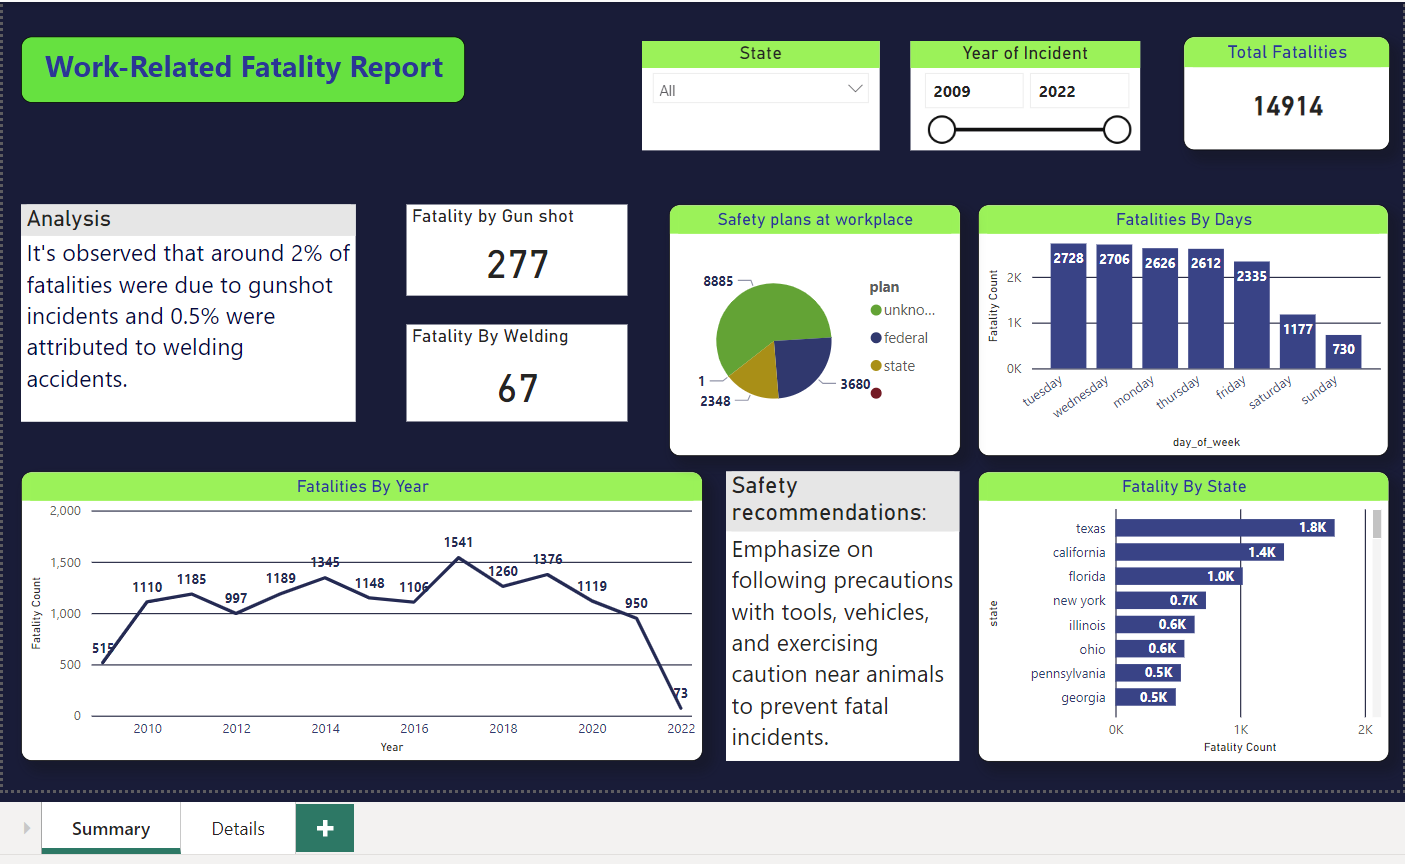 Work-Related Fatality Report
State
All
Year of Incident
2009 2022
Total Fatalities
14914
Analysis
It's observed that around 2% of
fatalities were due to gunshot
incidents and 0.5% were
attributed to welding
accidents.
Fatality by Gun shot
277
Fatality By Welding
67
Safety plans at workplace
8885
1
2348
3680
plan
unkno...
federal
state
Fatalities By Days
Fatality Count
2K
1K
0K
2728 2706 2626 2612 2335 1177 730
tuesday wednesday monday thursday friday saturday sunday
day_of_week
Fatalities By Year
Fatality Count
2,000
1,500
1,000
500
0
515 1110 1185 997 1189 1345 1148 1106 1541 1260 1376 1119 950 73
2010 2012 2014 2016 2018 2020 2022
Year
Safety
recommendations:
Emphasize on
following precautions
with tools, vehicles,
and exercising
caution near animals
to prevent fatal
incidents.
Fatality By State
state
texas 1.8K
california 1.4K
florida 1.0K
new york 0.7K
illinois 0.6K
ohio 0.6K
pennsylvania 0.5K
georgia 0.5K
0K 1K 2K
Fatality Count
Summary Details +